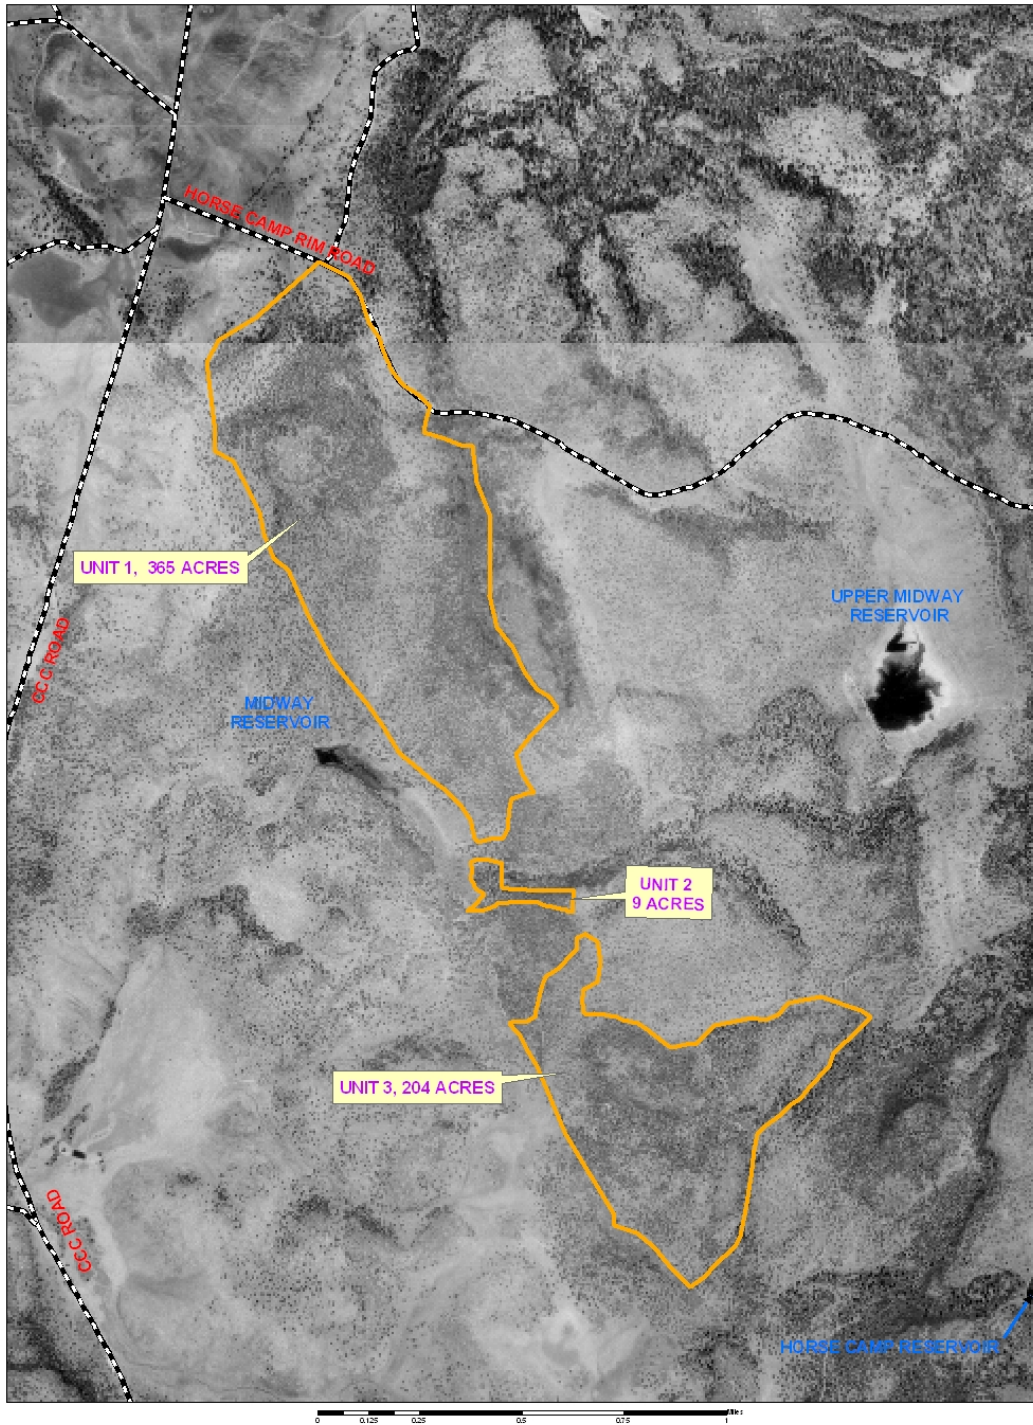 HORSE CAMP RIM ROAD
UNIT 1, 365 ACRES
UPPER MIDWAY
RESERVOIR
CCC ROAD
MIDWAY
RESERVOIR
UNIT 2
9 ACRES
UNIT 3, 204 ACRES
CCC ROAD
HORSE CAMP RESERVOIR
Miles
0 0.125 0.25 0.5 0.75 1